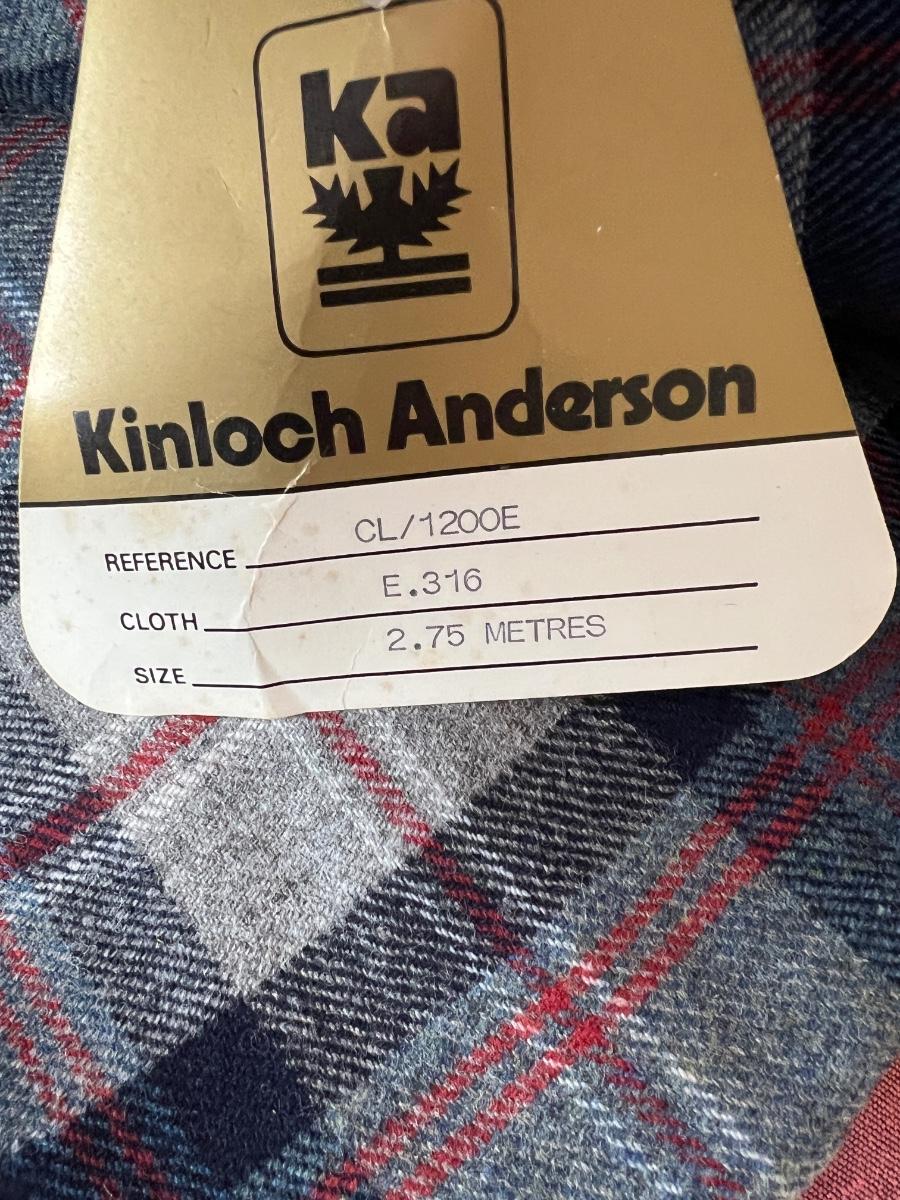 ka
Kinloch Anderson
REFERENCE CL/1200E
CLOTH E.316
SIZE 2.75 METRES